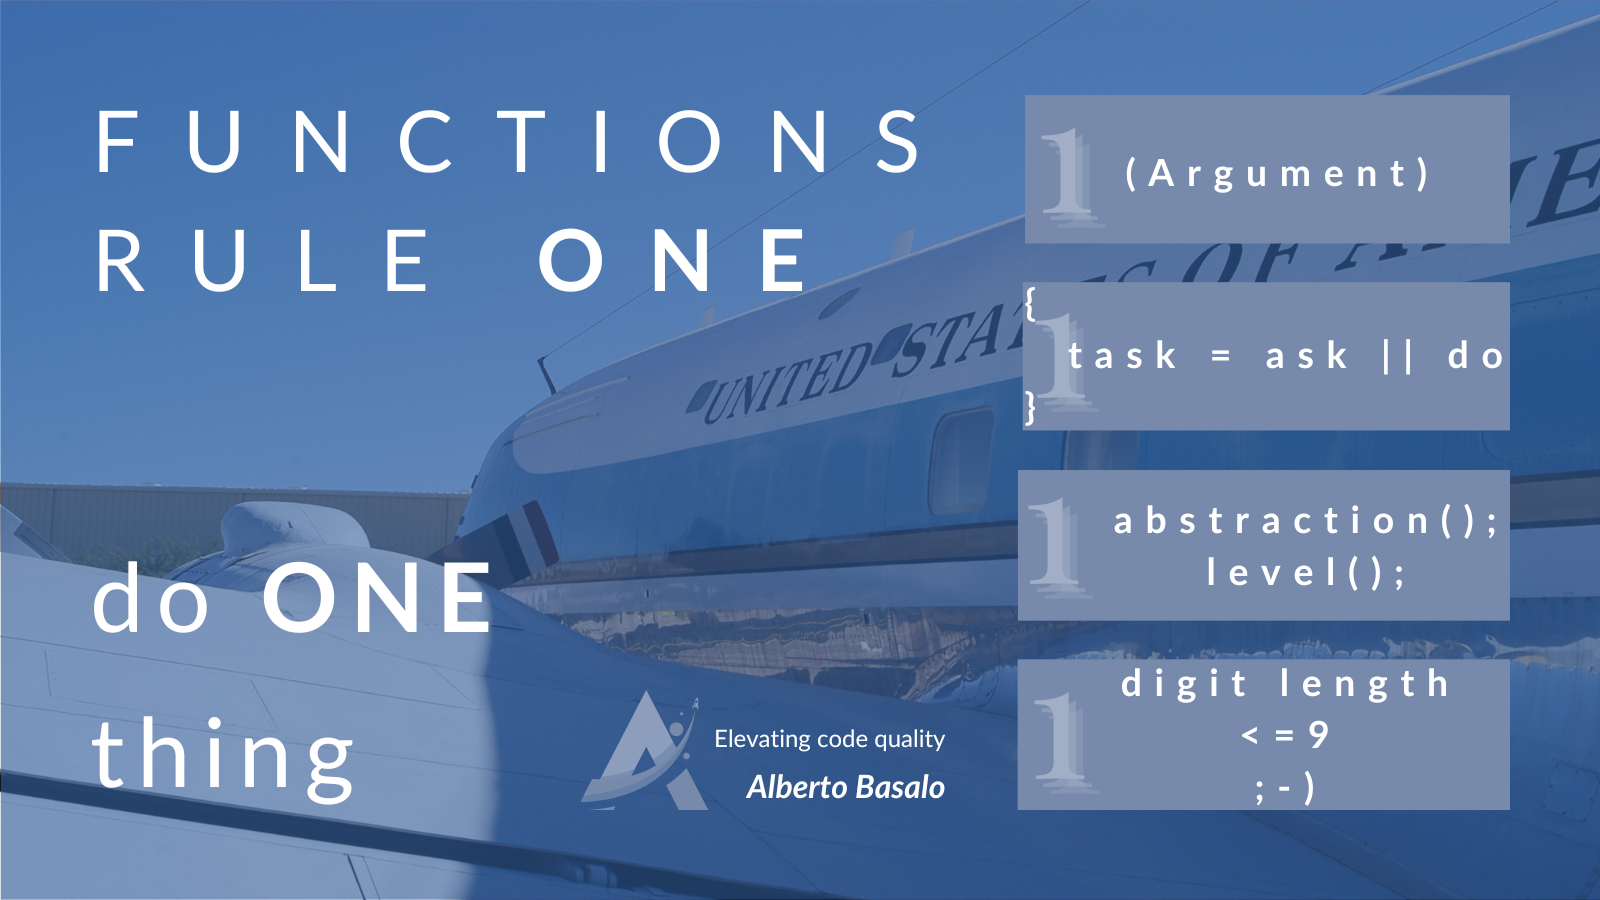 FUNCTIONS
RULE ONE
do ONE
thing
Elevating code quality
Alberto Basalo
1 (Argument)
{
1 task = ask || do
}
1 abstraction();
level();
1 digit length
<=9
;-)
UNITED STATES OF AME